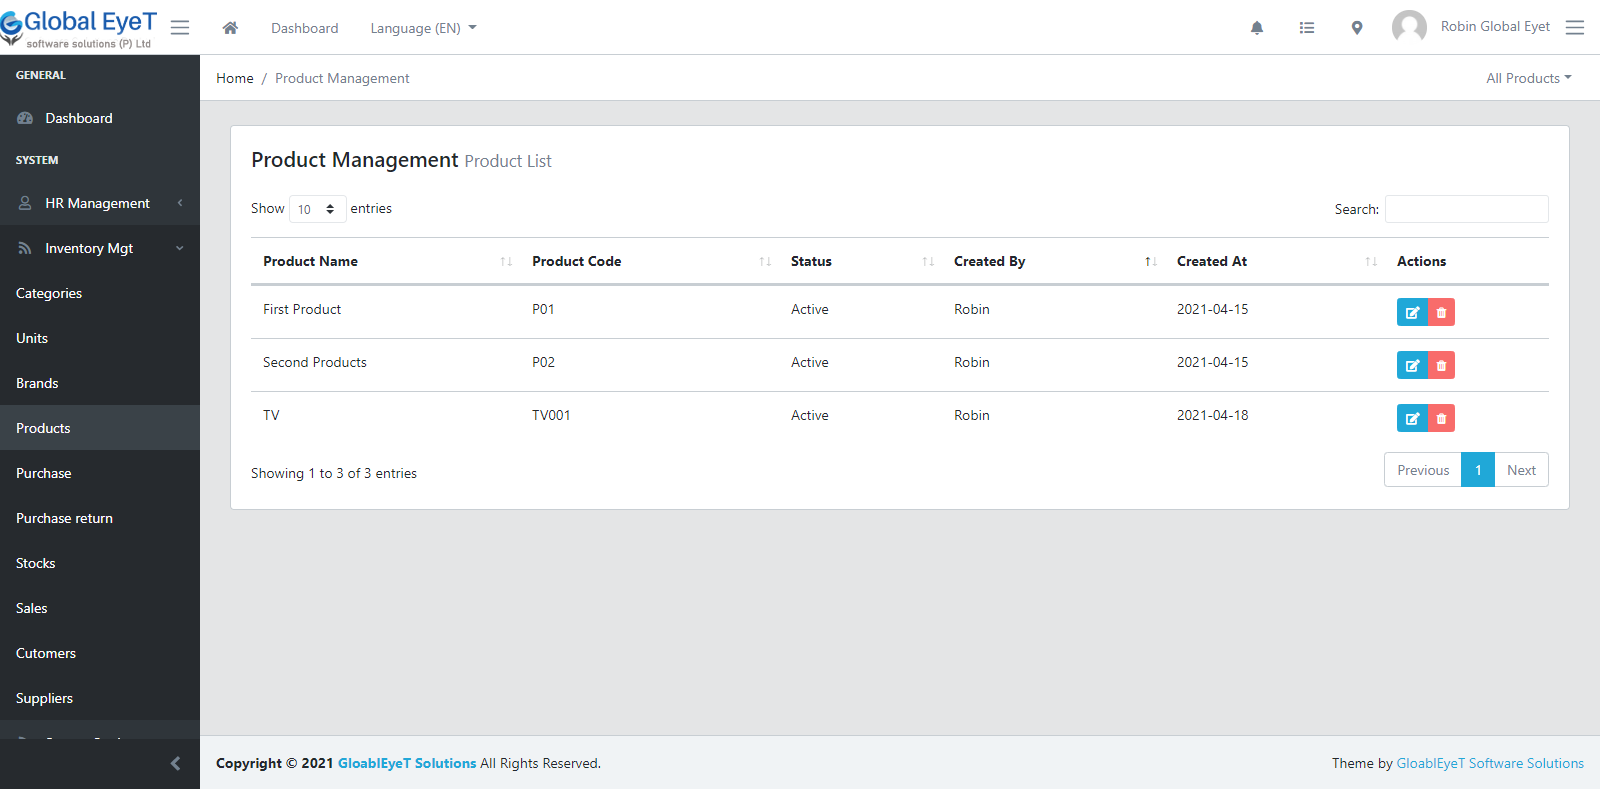 Global EyeT
software solutions (P) Ltd
Dashboard
Language (EN)
Robin Global Eyet
GENERAL
Dashboard
SYSTEM
HR Management
Inventory Mgt
Categories
Units
Brands
Products
Purchase
Purchase return
Stocks
Sales
Cutomers
Suppliers
Home / Product Management
All Products
Product Management Product List
Show 10 entries
Search:
Product Name Product Code Status Created By Created At Actions
First Product P01 Active Robin 2021-04-15
Second Products P02 Active Robin 2021-04-15
TV TV001 Active Robin 2021-04-18
Showing 1 to 3 of 3 entries
Previous 1 Next
Copyright © 2021 GloablEyeT Solutions All Rights Reserved.
Theme by GloablEyeT Software Solutions